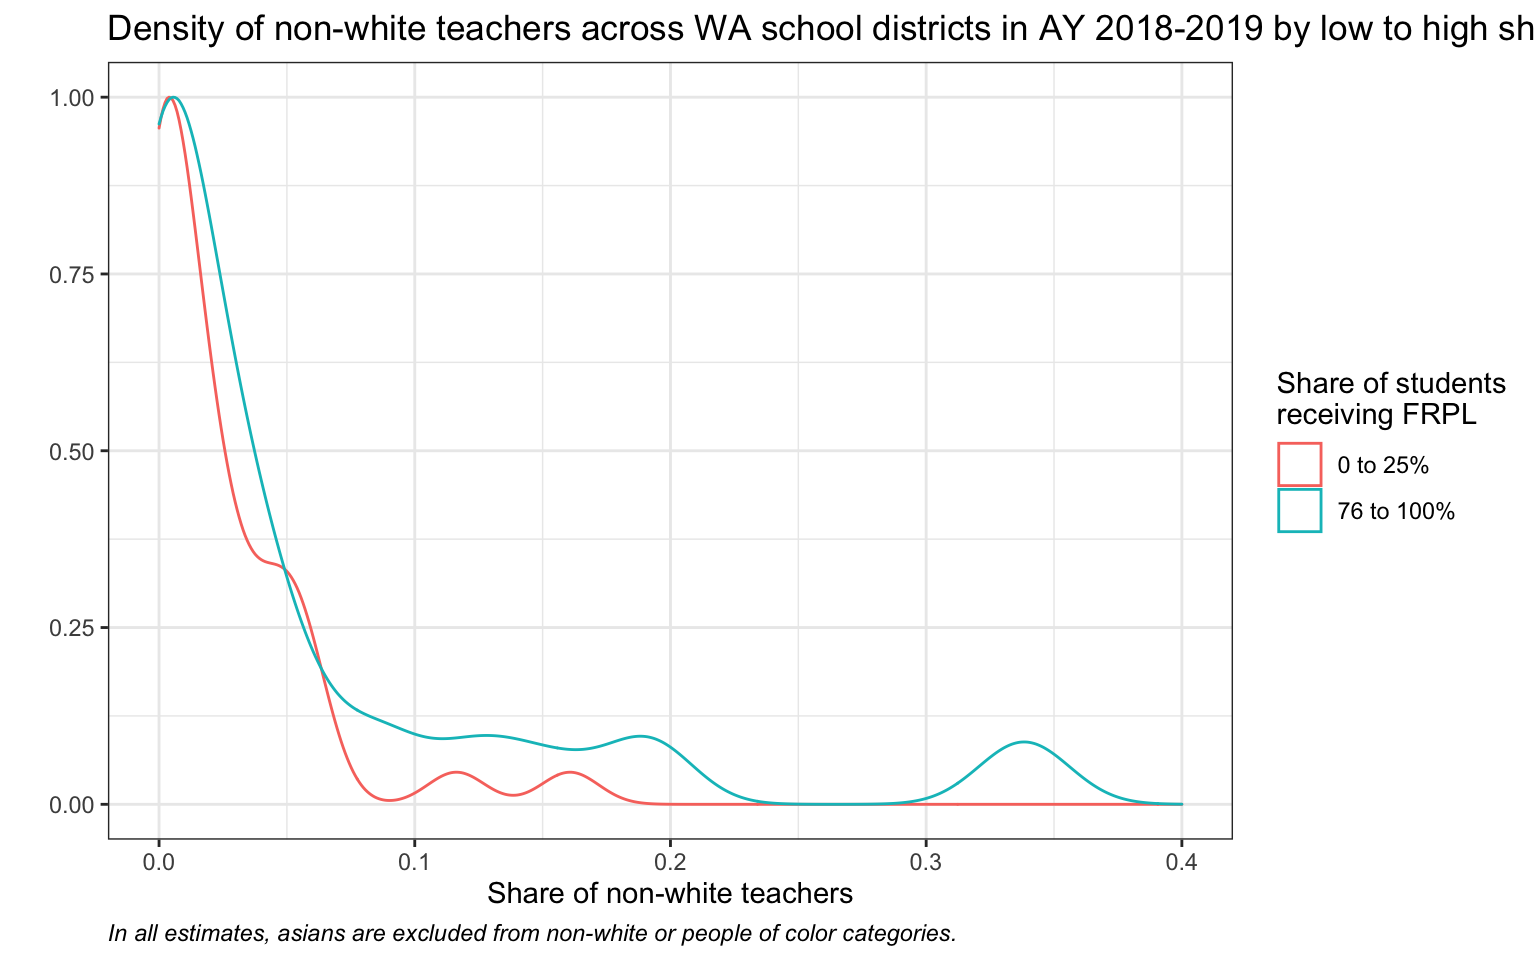 Density of non-white teachers across WA school districts in AY 2018-2019 by low to high sh
1.00
0.75
0.50
0.25
0.00
0.0 0.1 0.2 0.3 0.4
Share of non-white teachers
In all estimates, asians are excluded from non-white or people of color categories.
Share of students
receiving FRPL
0 to 25%
76 to 100%